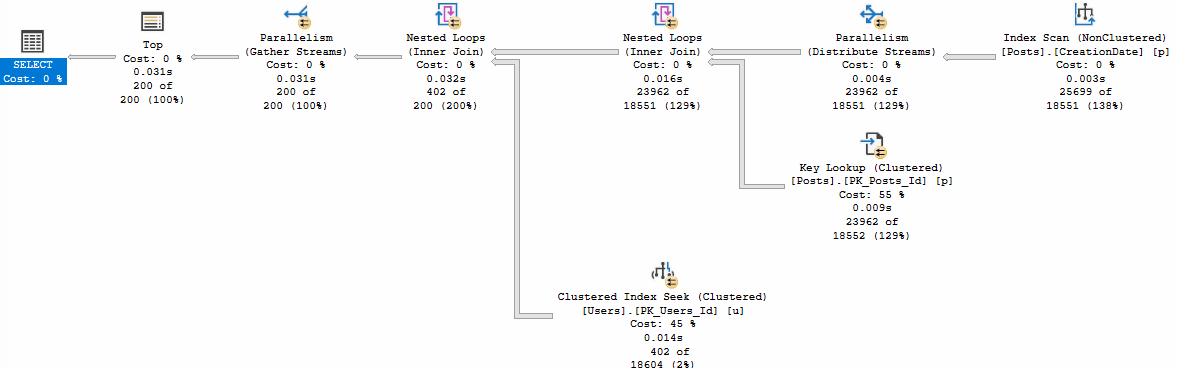 SELECT
Cost: 0 %
Top
Cost: 0 %
0.031s
200 of
200 (100%)
Parallelism
(Gather Streams)
Cost: 0 %
0.031s
200 of
200 (100%)
Nested Loops
(Inner Join)
Cost: 0 %
0.032s
402 of
200 (200%)
Nested Loops
(Inner Join)
Cost: 0 %
0.016s
23962 of
18551 (129%)
Parallelism
(Distribute Streams)
Cost: 0 %
0.004s
23962 of
18551 (129%)
Index Scan (NonClustered)
[Posts].[CreationDate] [p]
Cost: 0 %
0.003s
25699 of
18551 (138%)
Key Lookup (Clustered)
[Posts].[PK_Posts_Id] [p]
Cost: 55 %
0.009s
23962 of
18552 (129%)
Clustered Index Seek (Clustered)
[Users].[PK_Users_Id] [u]
Cost: 45 %
0.014s
402 of
18604 (2%)